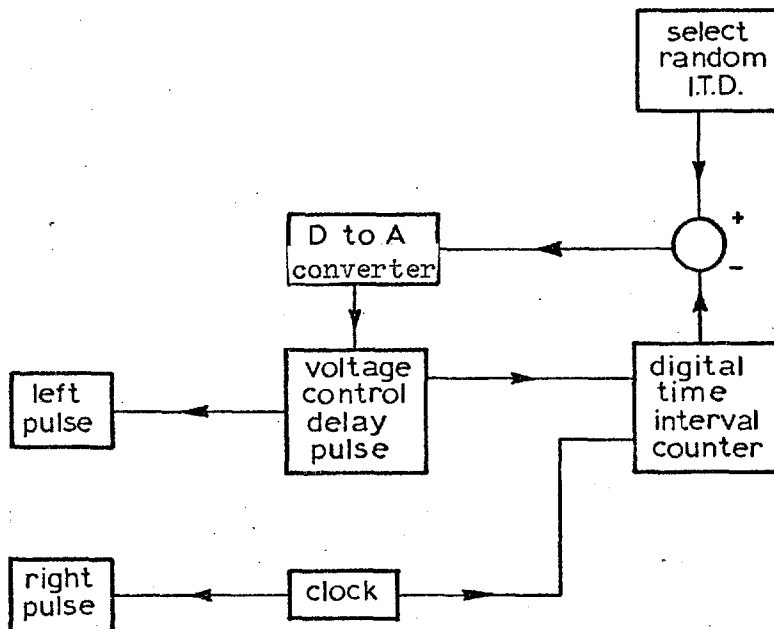 select
random
I.T.D.
+
-
D to A
converter
voltage
control
delay
pulse
digital
time
interval
counter
left
pulse
right
pulse
clock